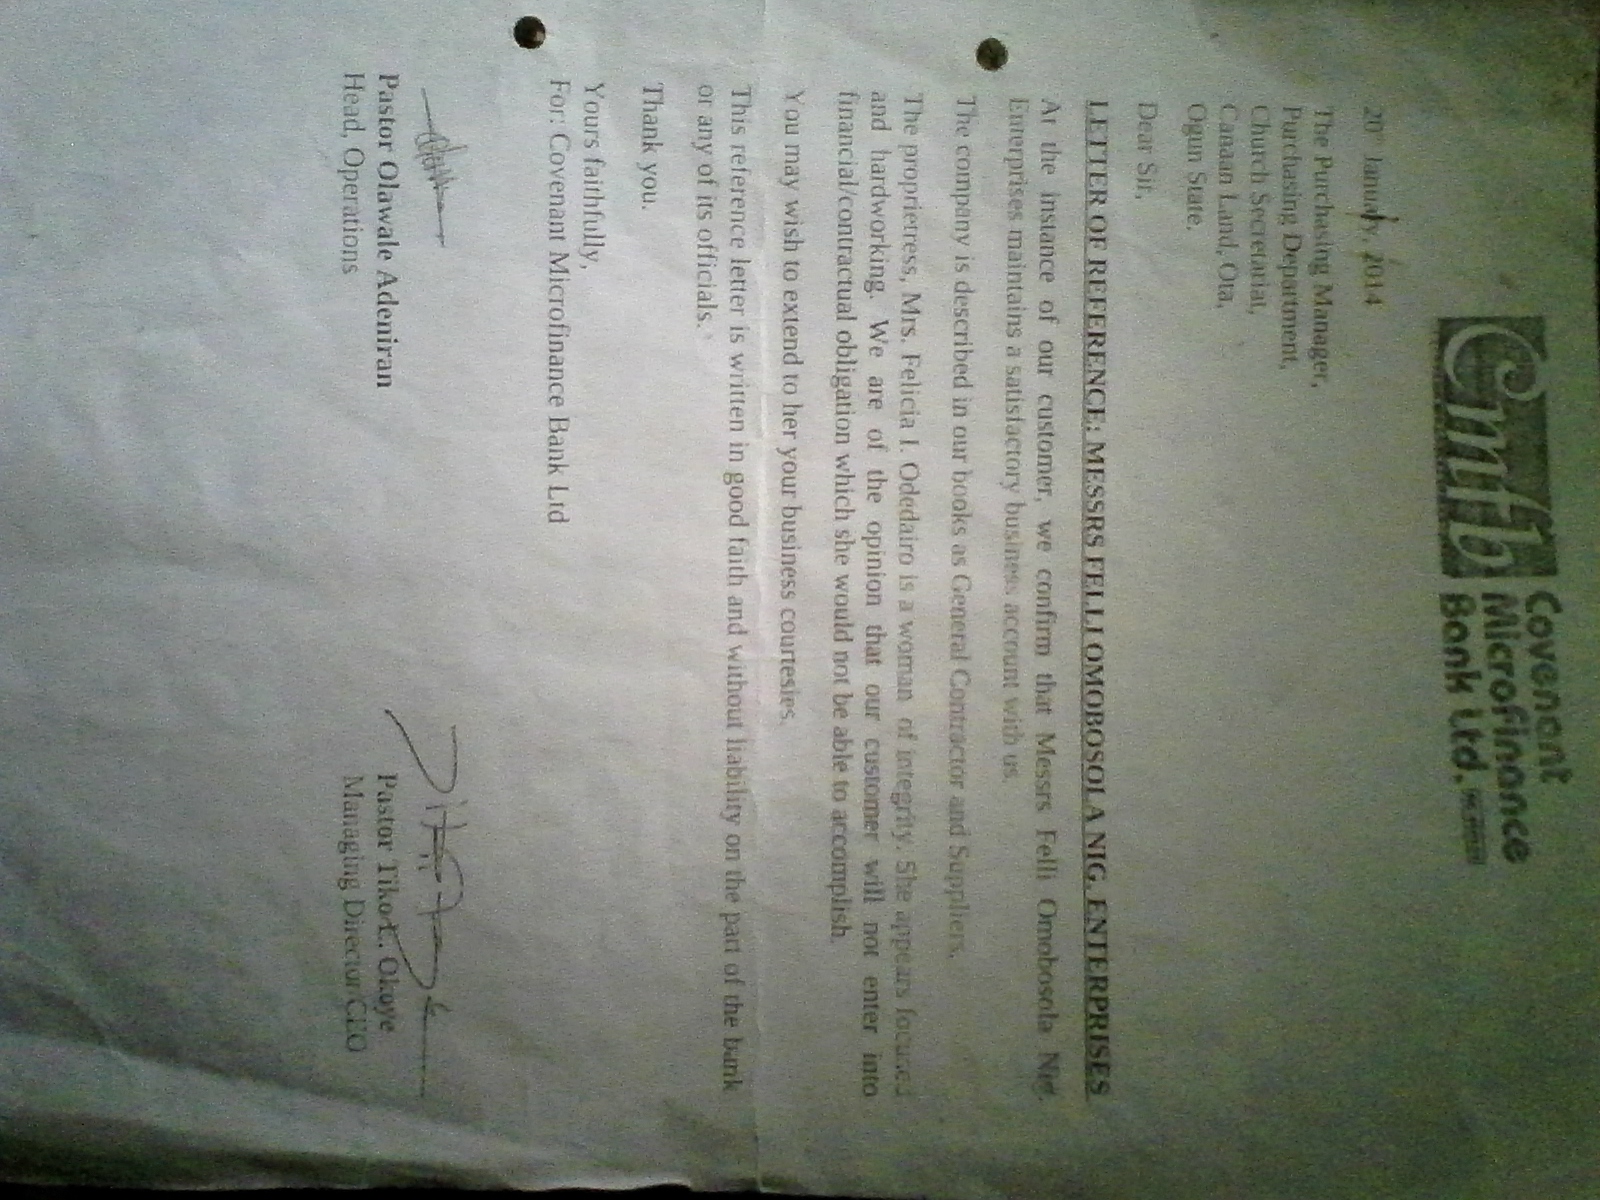 Cmfb
Covenant
Microfinance
Bank Ltd.
20th January, 2014
The Purchasing Manager,
Purchasing Department,
Church Secretariat,
Canaan Land, Ota,
Ogun State.
Dear Sir,
LETTER OF REFERENCE: MESSRS FELLI OMOBOSOLA NIG. ENTERPRISES
At the instance of our customer, we confirm that Messrs Felli Omobosola Nig.
Enterprises maintains a satisfactory business account with us.
The company is described in our books as General Contractor and Suppliers.
The proprietress, Mrs. Felicia I. Odedairo is a woman of integrity. She appears focused
and hardworking. We are of the opinion that our customer will not enter into
financial/contractual obligation which she would not be able to accomplish.
You may wish to extend to her your business courtesies.
This reference letter is written in good faith and without liability on the part of the bank
or any of its officials.
Thank you.
Yours faithfully,
For: Covenant Microfinance Bank Ltd
Pastor Olawale Adeniran
Head, Operations
Pastor Tiko E. Okoye
Managing Director/CEO